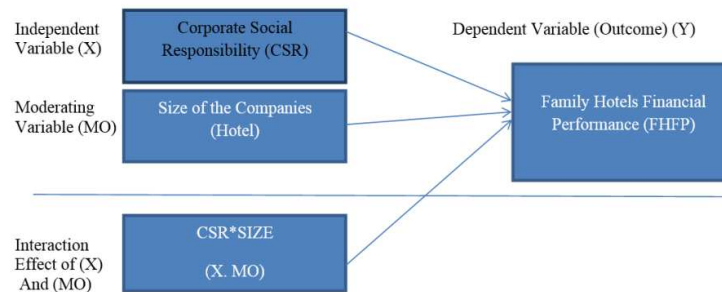 Independent
Variable (X)
Corporate Social
Responsibility (CSR)
Dependent Variable (Outcome) (Y)
Moderating
Variable (MO)
Size of the Companies
(Hotel)
Family Hotels Financial
Performance (FHFP)
Interaction
Effect of (X)
And (MO)
CSR*SIZE
(X. MO)